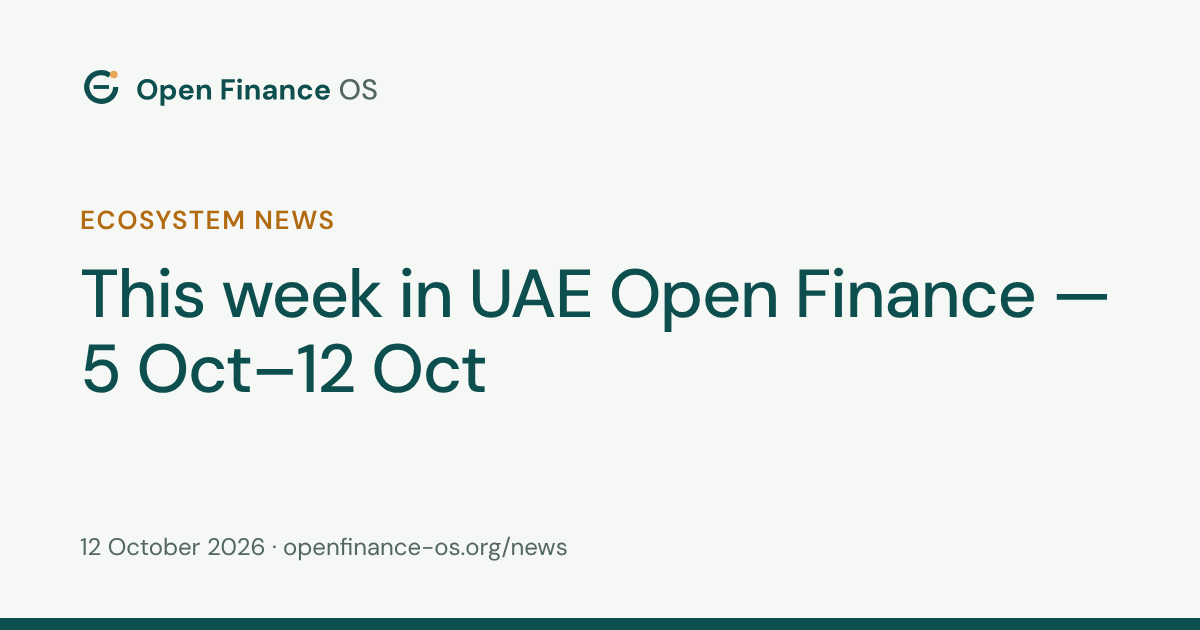 Open Finance OS
ECOSYSTEM NEWS
This week in UAE Open Finance —
5 Oct–12 Oct
12 October 2026 · openfinance-os.org/news